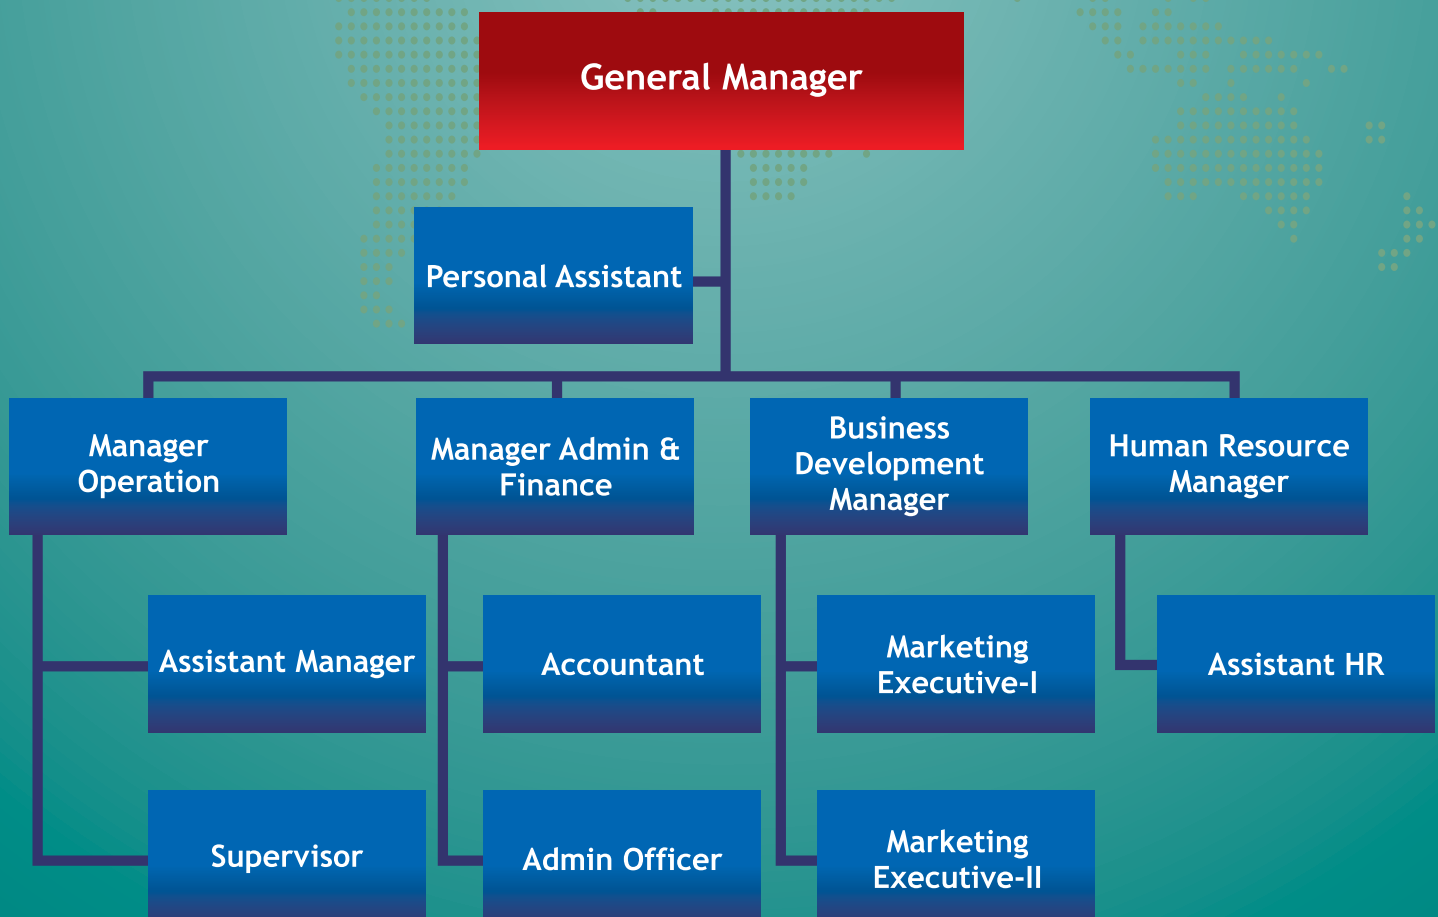 General Manager
Personal Assistant
Manager
Operation
Manager Admin &
Finance
Business
Development
Manager
Human Resource
Manager
Assistant Manager
Accountant
Marketing
Executive-I
Assistant HR
Supervisor
Admin Officer
Marketing
Executive-II